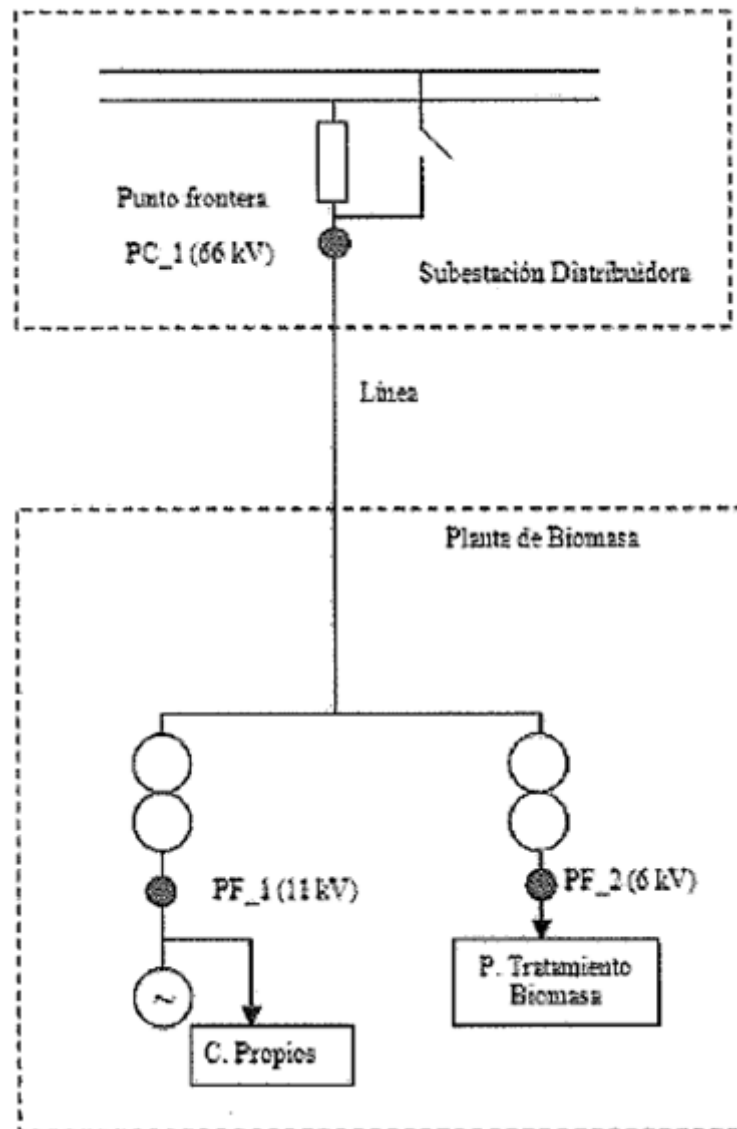 Punto frontera
PC_1 (66 kV)
Subestación Distribuidora
Línea
Planta de Biomasa
PF_1 (11 kV)
PF_2 (6 kV)
P. Tratamiento
Biomasa
~
C. Propios